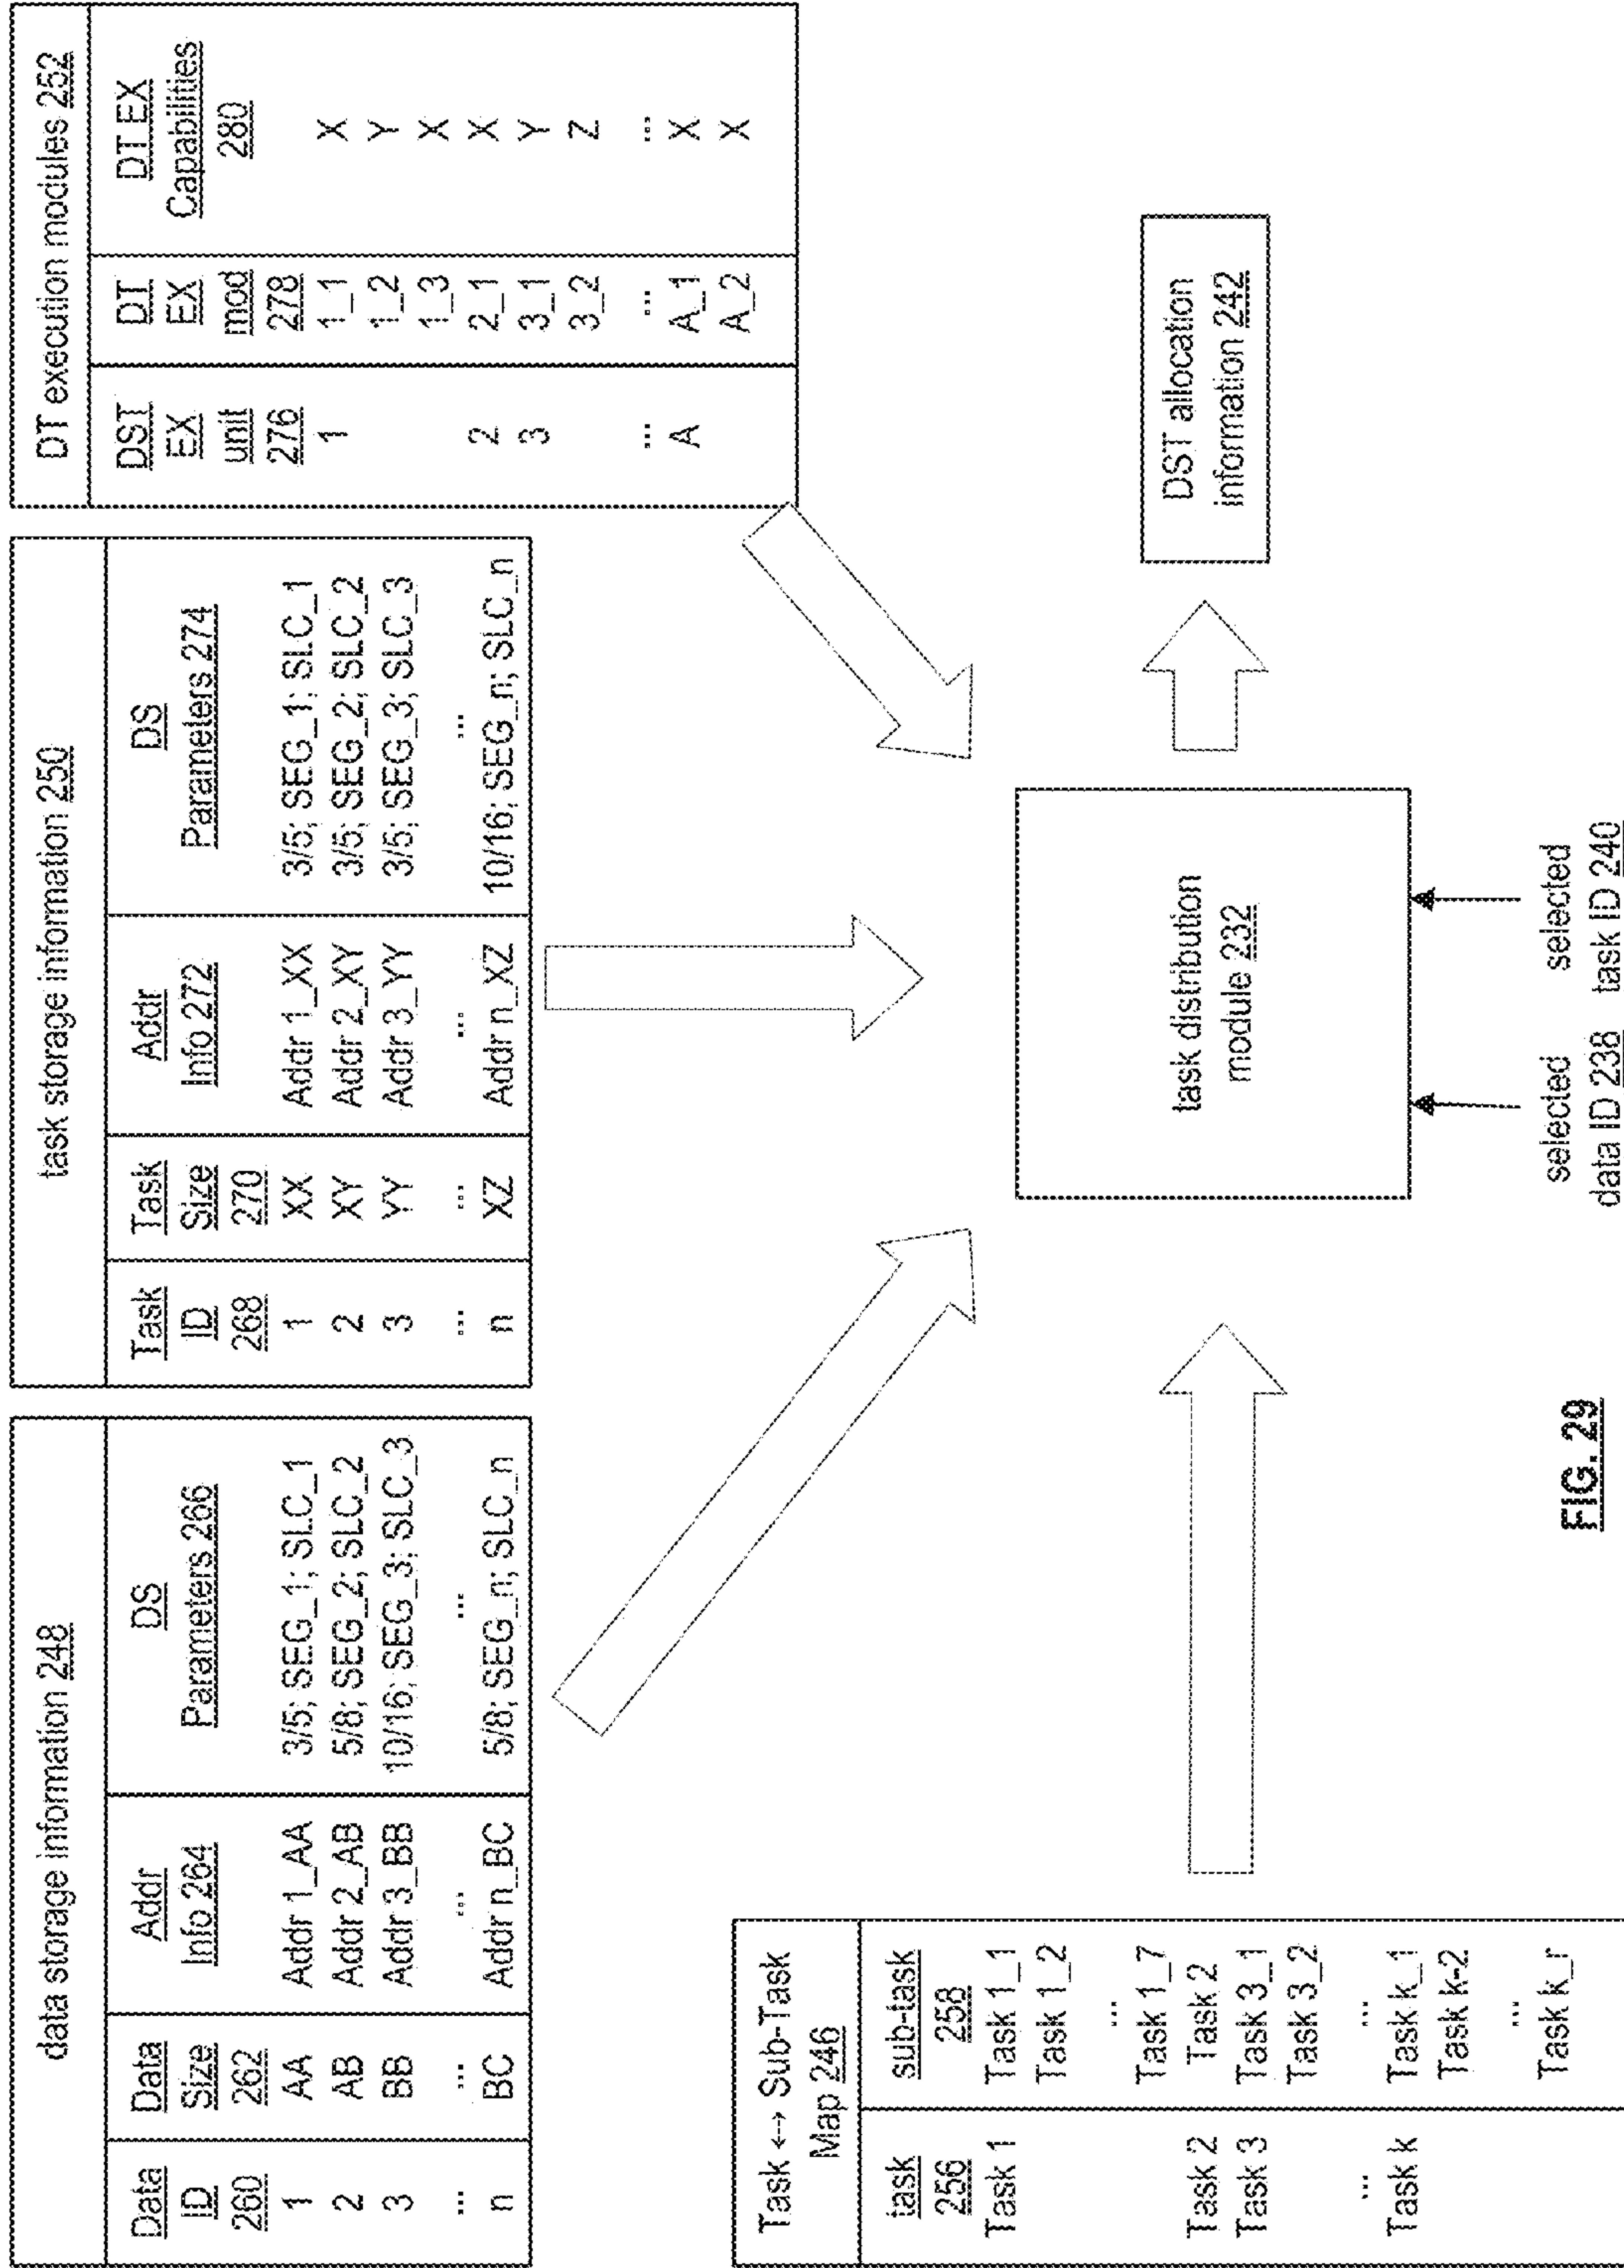 data storage information 248
Data ID 260 Data Size 262 Addr Info 264 DS Parameters 266
1 AA Addr 1_AA 3/5; SEG_1; SLC_1
2 AB Addr 2_AB 5/8; SEG_2; SLC_2
3 BB Addr 3_BB 10/16; SEG_3; SLC_3
... ... ... ...
n BC Addr n_BC 5/8; SEG_n; SLC_n
task storage information 250
Task ID 268 Task Size 270 Addr Info 272 DS Parameters 274
1 XX Addr 1_XX 3/5; SEG_1; SLC_1
2 XY Addr 2_XY 3/5; SEG_2; SLC_2
3 YY Addr 3_YY 3/5; SEG_3; SLC_3
... ... ... ...
n XZ Addr n_XZ 10/16; SEG_n; SLC_n
DT execution modules 252
DST EX unit 276 DT EX mod 278 DT EX Capabilities 280
1 1_1 X
1_2 Y
1_3 X
2 2_1 X
3 3_1 Y
3_2 Z
... ... ...
A A_1 X
A_2 X
Task ↔ Sub-Task
Map 246
task 256 sub-task 258
Task 1 Task 1_1
Task 1_2
...
Task 1_7
Task 2 Task 2
Task 3 Task 3_1
Task 3_2
... ...
Task k Task k_1
Task k-2
...
Task k_r
task distribution
module 232
DST allocation
information 242
selected
data ID 238
selected
task ID 240
FIG. 29